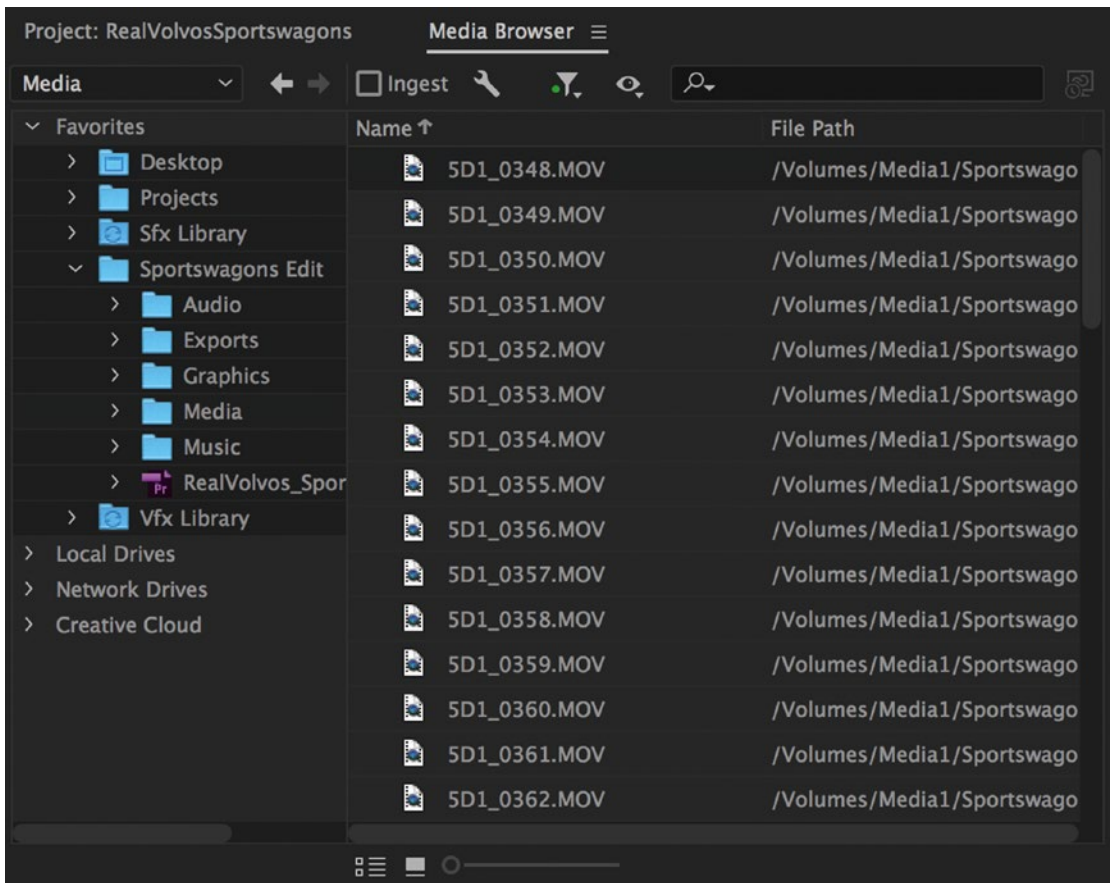 Project: RealVolvosSportswagons Media Browser
Media Ingest
Favorites
Desktop
Projects
Sfx Library
Sportswagons Edit
Audio
Exports
Graphics
Media
Music
Pr RealVolvos_Spor
Vfx Library
Local Drives
Network Drives
Creative Cloud
Name File Path
5D1_0348.MOV /Volumes/Media1/Sportswago
5D1_0349.MOV /Volumes/Media1/Sportswago
5D1_0350.MOV /Volumes/Media1/Sportswago
5D1_0351.MOV /Volumes/Media1/Sportswago
5D1_0352.MOV /Volumes/Media1/Sportswago
5D1_0353.MOV /Volumes/Media1/Sportswago
5D1_0354.MOV /Volumes/Media1/Sportswago
5D1_0355.MOV /Volumes/Media1/Sportswago
5D1_0356.MOV /Volumes/Media1/Sportswago
5D1_0357.MOV /Volumes/Media1/Sportswago
5D1_0358.MOV /Volumes/Media1/Sportswago
5D1_0359.MOV /Volumes/Media1/Sportswago
5D1_0360.MOV /Volumes/Media1/Sportswago
5D1_0361.MOV /Volumes/Media1/Sportswago
5D1_0362.MOV /Volumes/Media1/Sportswago